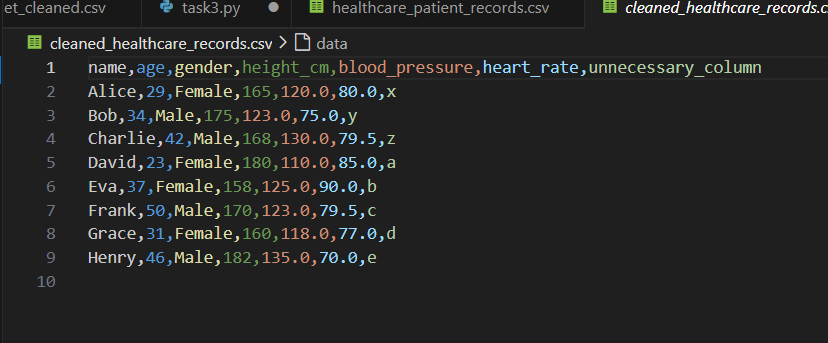 et_cleaned.csv task3.py healthcare_patient_records.csv cleaned_healthcare_records.c
cleaned_healthcare_records.csv > data
1 name,age,gender,height_cm,blood_pressure,heart_rate,unnecessary_column
2 Alice,29,Female,165,120.0,80.0,x
3 Bob,34,Male,175,123.0,75.0,y
4 Charlie,42,Male,168,130.0,79.5,z
5 David,23,Female,180,110.0,85.0,a
6 Eva,37,Female,158,125.0,90.0,b
7 Frank,50,Male,170,123.0,79.5,c
8 Grace,31,Female,160,118.0,77.0,d
9 Henry,46,Male,182,135.0,70.0,e
10